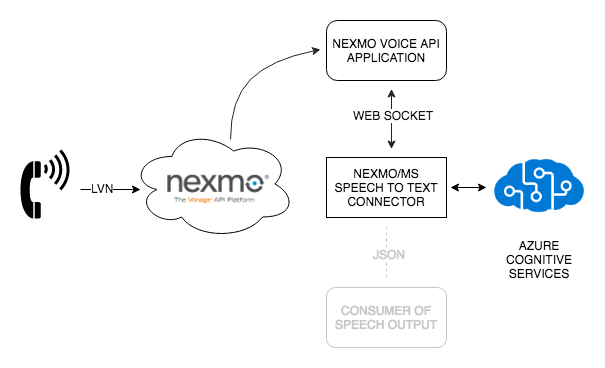 NEXMO VOICE API
APPLICATION
WEB SOCKET
LVN
nexmo®
The Vonage® API Platform
NEXMO/MS
SPEECH TO TEXT
CONNECTOR
AZURE
COGNITIVE
SERVICES
JSON
CONSUMER OF
SPEECH OUTPUT